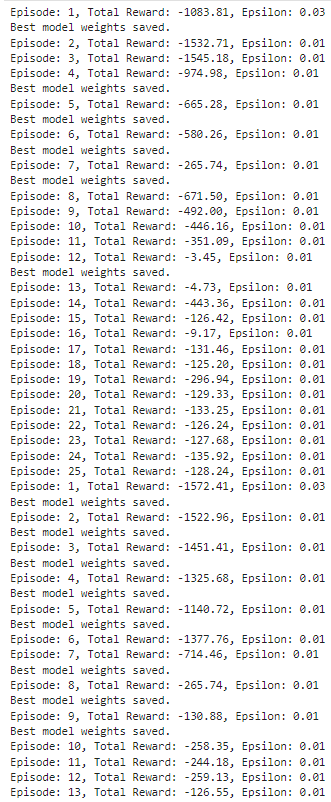 Episode: 1, Total Reward: -1083.81, Epsilon: 0.03
Best model weights saved.
Episode: 2, Total Reward: -1532.71, Epsilon: 0.01
Episode: 3, Total Reward: -1545.18, Epsilon: 0.01
Episode: 4, Total Reward: -974.98, Epsilon: 0.01
Best model weights saved.
Episode: 5, Total Reward: -665.28, Epsilon: 0.01
Best model weights saved.
Episode: 6, Total Reward: -580.26, Epsilon: 0.01
Best model weights saved.
Episode: 7, Total Reward: -265.74, Epsilon: 0.01
Best model weights saved.
Episode: 8, Total Reward: -671.50, Epsilon: 0.01
Episode: 9, Total Reward: -492.00, Epsilon: 0.01
Episode: 10, Total Reward: -446.16, Epsilon: 0.01
Episode: 11, Total Reward: -351.09, Epsilon: 0.01
Episode: 12, Total Reward: -3.45, Epsilon: 0.01
Best model weights saved.
Episode: 13, Total Reward: -4.73, Epsilon: 0.01
Episode: 14, Total Reward: -443.36, Epsilon: 0.01
Episode: 15, Total Reward: -126.42, Epsilon: 0.01
Episode: 16, Total Reward: -9.17, Epsilon: 0.01
Episode: 17, Total Reward: -131.46, Epsilon: 0.01
Episode: 18, Total Reward: -125.20, Epsilon: 0.01
Episode: 19, Total Reward: -296.94, Epsilon: 0.01
Episode: 20, Total Reward: -129.33, Epsilon: 0.01
Episode: 21, Total Reward: -133.25, Epsilon: 0.01
Episode: 22, Total Reward: -126.24, Epsilon: 0.01
Episode: 23, Total Reward: -127.68, Epsilon: 0.01
Episode: 24, Total Reward: -135.92, Epsilon: 0.01
Episode: 25, Total Reward: -128.24, Epsilon: 0.01
Episode: 1, Total Reward: -1572.41, Epsilon: 0.03
Best model weights saved.
Episode: 2, Total Reward: -1522.96, Epsilon: 0.01
Best model weights saved.
Episode: 3, Total Reward: -1451.41, Epsilon: 0.01
Best model weights saved.
Episode: 4, Total Reward: -1325.68, Epsilon: 0.01
Best model weights saved.
Episode: 5, Total Reward: -1140.72, Epsilon: 0.01
Best model weights saved.
Episode: 6, Total Reward: -1377.76, Epsilon: 0.01
Episode: 7, Total Reward: -714.46, Epsilon: 0.01
Best model weights saved.
Episode: 8, Total Reward: -265.74, Epsilon: 0.01
Best model weights saved.
Episode: 9, Total Reward: -130.88, Epsilon: 0.01
Best model weights saved.
Episode: 10, Total Reward: -258.35, Epsilon: 0.01
Episode: 11, Total Reward: -244.18, Epsilon: 0.01
Episode: 12, Total Reward: -259.13, Epsilon: 0.01
Episode: 13, Total Reward: -126.55, Epsilon: 0.01